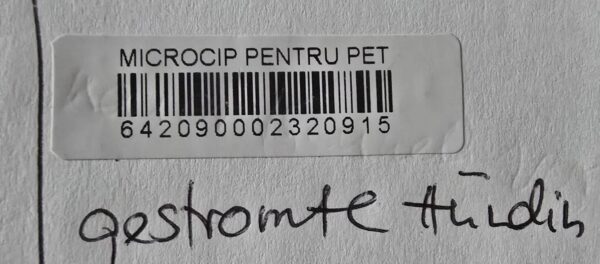 MICROCIP PENTRU PET
642090002320915
gestromte Hündin